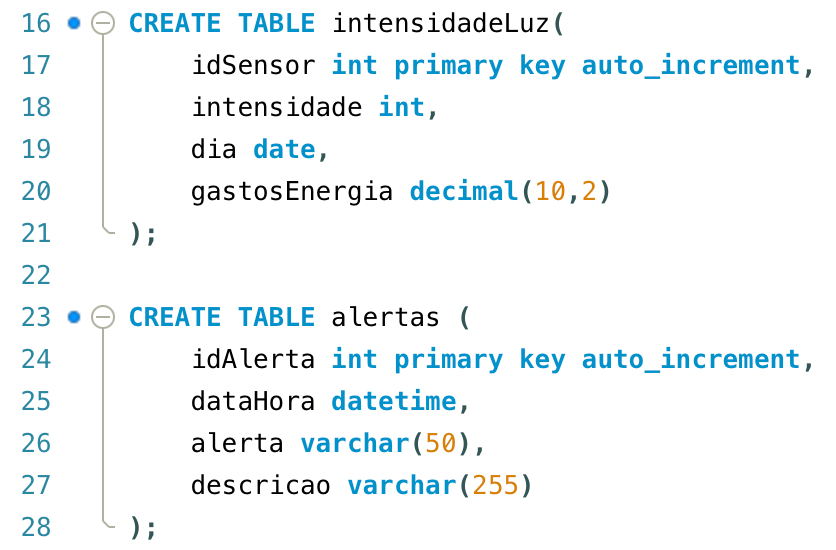 16 CREATE TABLE intensidadeLuz(
17 idSensor int primary key auto_increment,
18 intensidade int,
19 dia date,
20 gastosEnergia decimal(10,2)
21 );
22
23 CREATE TABLE alertas (
24 idAlerta int primary key auto_increment,
25 dataHora datetime,
26 alerta varchar(50),
27 descricao varchar(255)
28 );